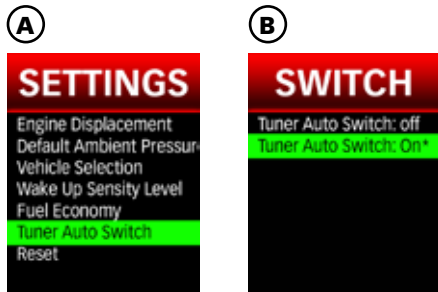 A
SETTINGS
Engine Displacement
Default Ambient Pressur
Vehicle Selection
Wake Up Sensity Level
Fuel Economy
Tuner Auto Switch
Reset
B
SWITCH
Tuner Auto Switch: off
Tuner Auto Switch: On*